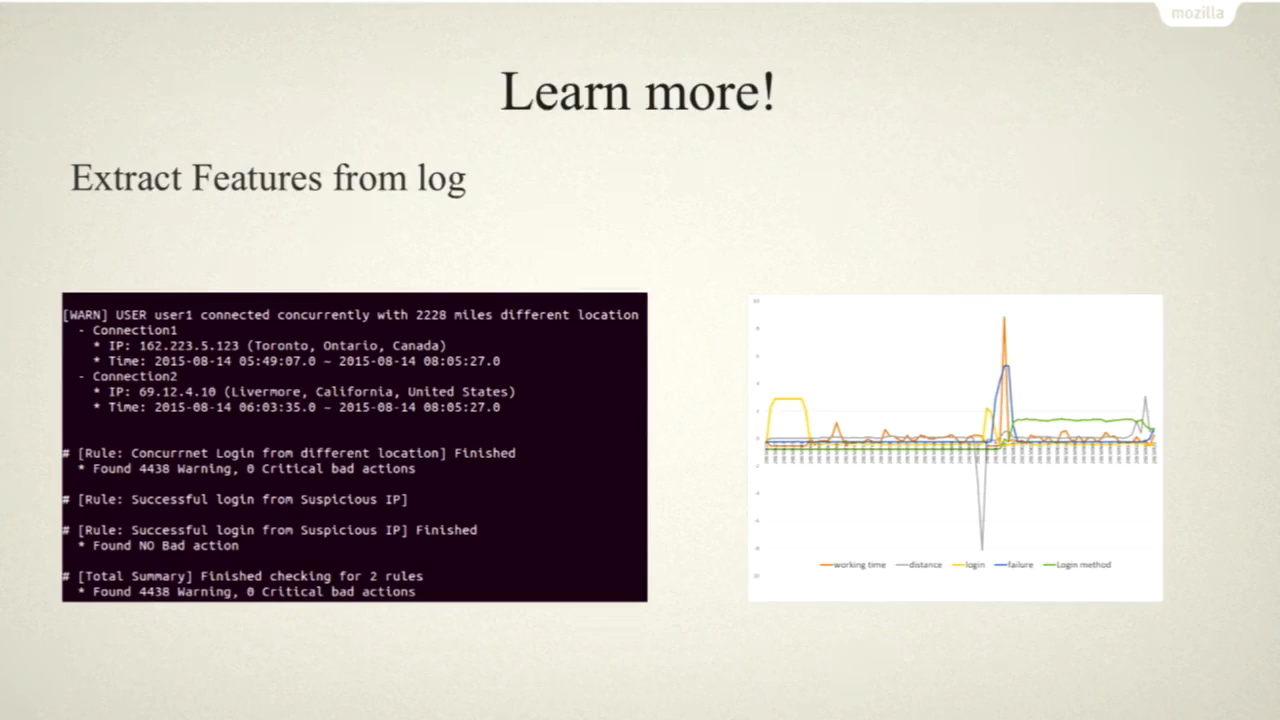 mozilla
Learn more!
Extract Features from log
[WARN] USER user1 connected concurrently with 2228 miles different location
- Connection1
* IP: 162.223.5.123 (Toronto, Ontario, Canada)
* Time: 2015-08-14 05:49:07.0 ~ 2015-08-14 08:05:27.0
- Connection2
* IP: 69.12.4.10 (Livermore, California, United States)
* Time: 2015-08-14 06:03:35.0 ~ 2015-08-14 08:05:27.0
# [Rule: Concurrnet Login from different location] Finished
* Found 4438 Warning, 0 Critical bad actions
# [Rule: Successful login from Suspicious IP]
# [Rule: Successful login from Suspicious IP] Finished
* Found NO Bad action
# [Total Summary] Finished checking for 2 rules
* Found 4438 Warning, 0 Critical bad actions
working time distance login failure Login method